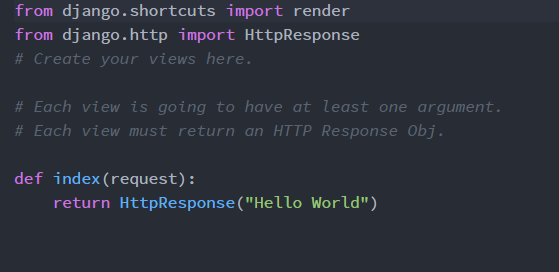 from django.shortcuts import render
from django.http import HttpResponse
# Create your views here.
# Each view is going to have at least one argument.
# Each view must return an HTTP Response Obj.
def index(request):
    return HttpResponse("Hello World")